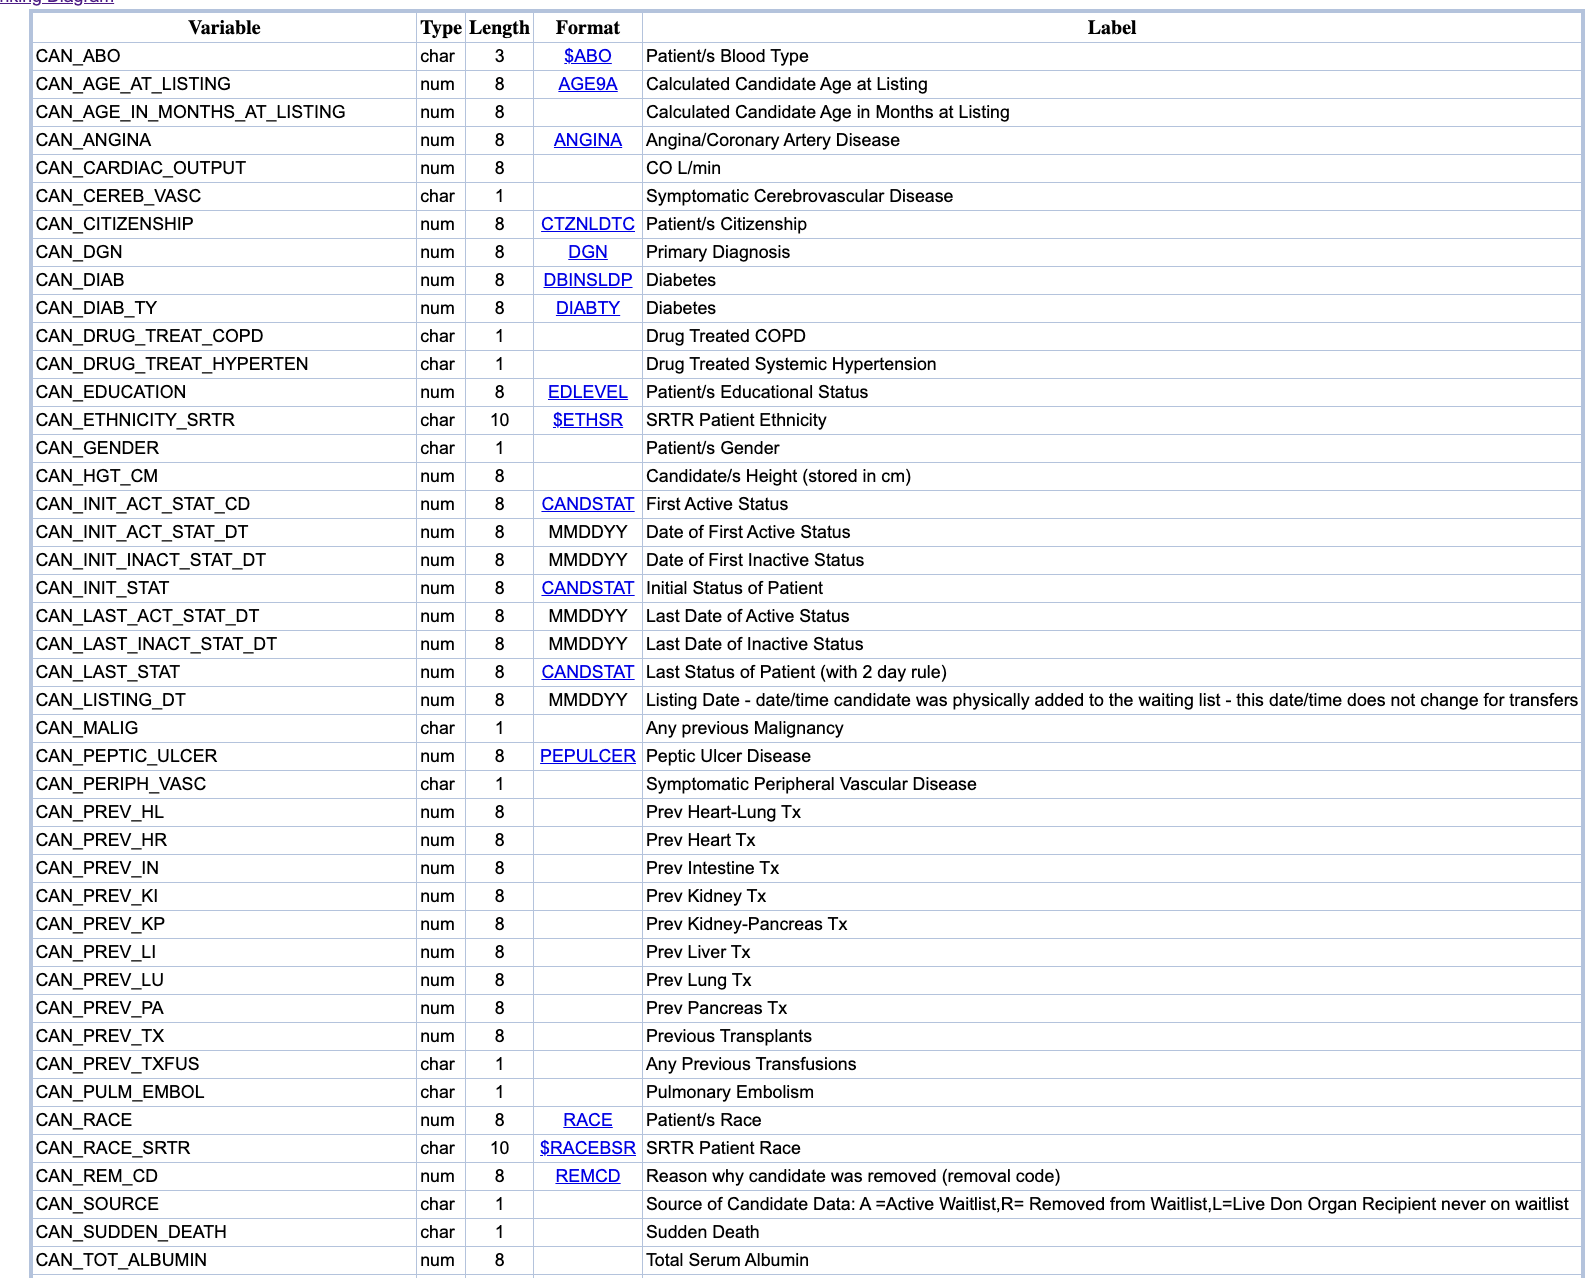 nking Diagram
Variable Type Length Format Label
CAN_ABO char 3 $ABO Patient/s Blood Type
CAN_AGE_AT_LISTING num 8 AGE9A Calculated Candidate Age at Listing
CAN_AGE_IN_MONTHS_AT_LISTING num 8 Calculated Candidate Age in Months at Listing
CAN_ANGINA num 8 ANGINA Angina/Coronary Artery Disease
CAN_CARDIAC_OUTPUT num 8 CO L/min
CAN_CEREB_VASC char 1 Symptomatic Cerebrovascular Disease
CAN_CITIZENSHIP num 8 CTZNLDTC Patient/s Citizenship
CAN_DGN num 8 DGN Primary Diagnosis
CAN_DIAB num 8 DBINSLDP Diabetes
CAN_DIAB_TY num 8 DIABTY Diabetes
CAN_DRUG_TREAT_COPD char 1 Drug Treated COPD
CAN_DRUG_TREAT_HYPERTEN char 1 Drug Treated Systemic Hypertension
CAN_EDUCATION num 8 EDLEVEL Patient/s Educational Status
CAN_ETHNICITY_SRTR char 10 $ETHSR SRTR Patient Ethnicity
CAN_GENDER char 1 Patient/s Gender
CAN_HGT_CM num 8 Candidate/s Height (stored in cm)
CAN_INIT_ACT_STAT_CD num 8 CANDSTAT First Active Status
CAN_INIT_ACT_STAT_DT num 8 MMDDYY Date of First Active Status
CAN_INIT_INACT_STAT_DT num 8 MMDDYY Date of First Inactive Status
CAN_INIT_STAT num 8 CANDSTAT Initial Status of Patient
CAN_LAST_ACT_STAT_DT num 8 MMDDYY Last Date of Active Status
CAN_LAST_INACT_STAT_DT num 8 MMDDYY Last Date of Inactive Status
CAN_LAST_STAT num 8 CANDSTAT Last Status of Patient (with 2 day rule)
CAN_LISTING_DT num 8 MMDDYY Listing Date - date/time candidate was physically added to the waiting list - this date/time does not change for transfers
CAN_MALIG char 1 Any previous Malignancy
CAN_PEPTIC_ULCER num 8 PEPULCER Peptic Ulcer Disease
CAN_PERIPH_VASC char 1 Symptomatic Peripheral Vascular Disease
CAN_PREV_HL num 8 Prev Heart-Lung Tx
CAN_PREV_HR num 8 Prev Heart Tx
CAN_PREV_IN num 8 Prev Intestine Tx
CAN_PREV_KI num 8 Prev Kidney Tx
CAN_PREV_KP num 8 Prev Kidney-Pancreas Tx
CAN_PREV_LI num 8 Prev Liver Tx
CAN_PREV_LU num 8 Prev Lung Tx
CAN_PREV_PA num 8 Prev Pancreas Tx
CAN_PREV_TX num 8 Previous Transplants
CAN_PREV_TXFUS char 1 Any Previous Transfusions
CAN_PULM_EMBOL char 1 Pulmonary Embolism
CAN_RACE num 8 RACE Patient/s Race
CAN_RACE_SRTR char 10 $RACEBSR SRTR Patient Race
CAN_REM_CD num 8 REMCD Reason why candidate was removed (removal code)
CAN_SOURCE char 1 Source of Candidate Data: A =Active Waitlist,R= Removed from Waitlist,L=Live Don Organ Recipient never on waitlist
CAN_SUDDEN_DEATH char 1 Sudden Death
CAN_TOT_ALBUMIN num 8 Total Serum Albumin